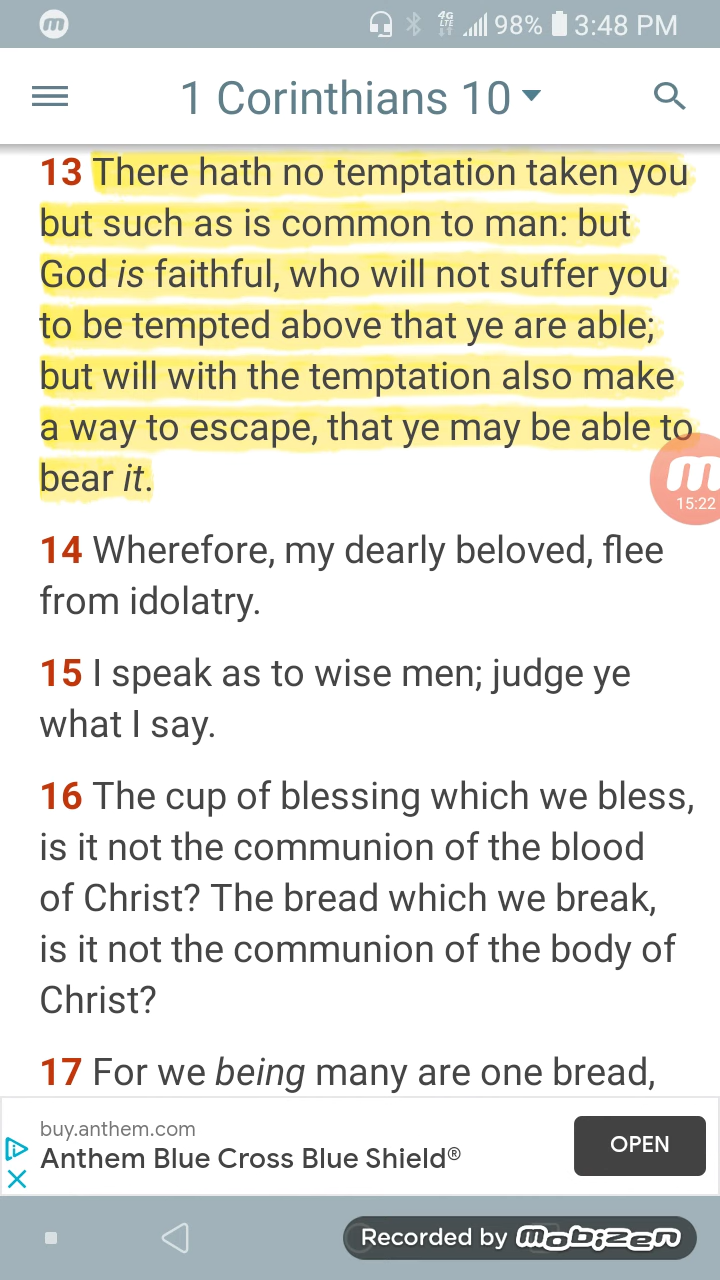 m 4G LTE 98% 3:48 PM
1 Corinthians 10
13 There hath no temptation taken you
but such as is common to man: but
God is faithful, who will not suffer you
to be tempted above that ye are able;
but will with the temptation also make
a way to escape, that ye may be able to
bear it.
m
15:22
14 Wherefore, my dearly beloved, flee
from idolatry.
15 I speak as to wise men; judge ye
what I say.
16 The cup of blessing which we bless,
is it not the communion of the blood
of Christ? The bread which we break,
is it not the communion of the body of
Christ?
17 For we being many are one bread,
buy.anthem.com
Anthem Blue Cross Blue Shield®
OPEN
Recorded by mobizen